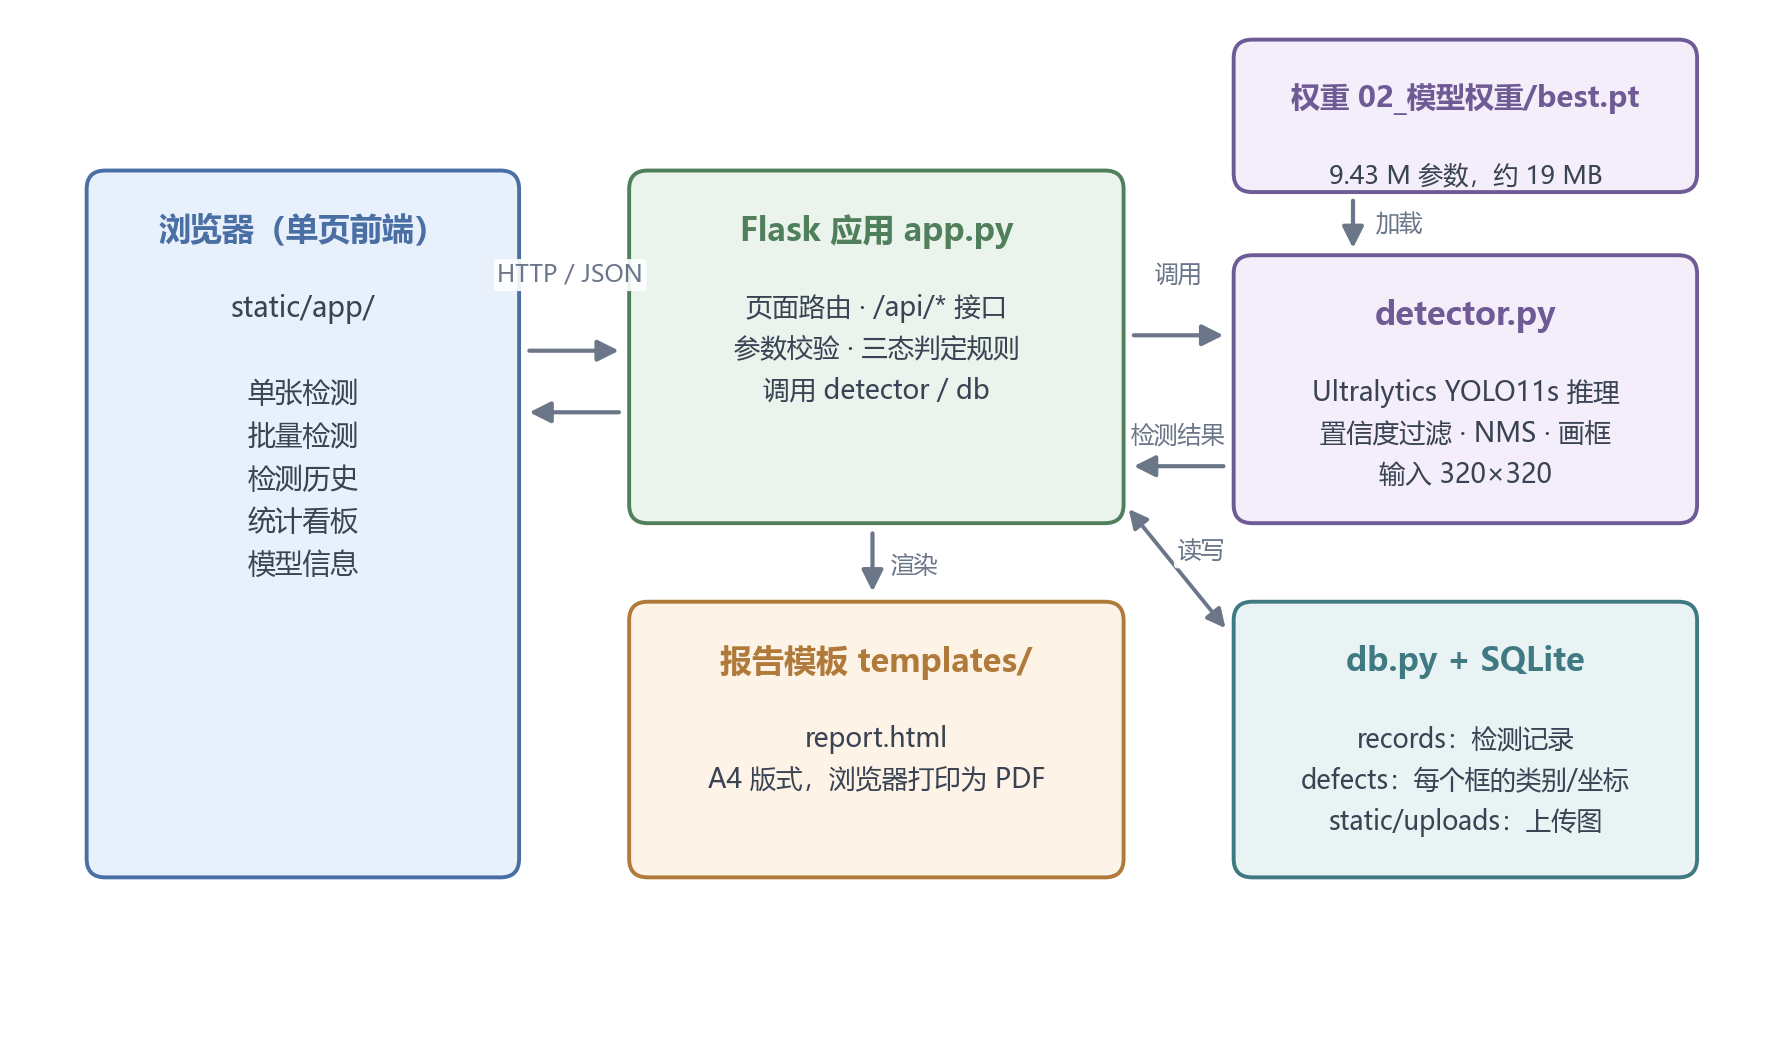 浏览器（单页前端）
static/app/
单张检测
批量检测
检测历史
统计看板
模型信息
HTTP / JSON
Flask 应用 app.py
页面路由 · /api/* 接口
参数校验 · 三态判定规则
调用 detector / db
渲染
报告模板 templates/
report.html
A4 版式，浏览器打印为 PDF
调用
检测结果
读写
权重 02_模型权重/best.pt
9.43 M 参数，约 19 MB
加载
detector.py
Ultralytics YOLO11s 推理
置信度过滤 · NMS · 画框
输入 320×320
db.py + SQLite
records：检测记录
defects：每个框的类别/坐标
static/uploads：上传图